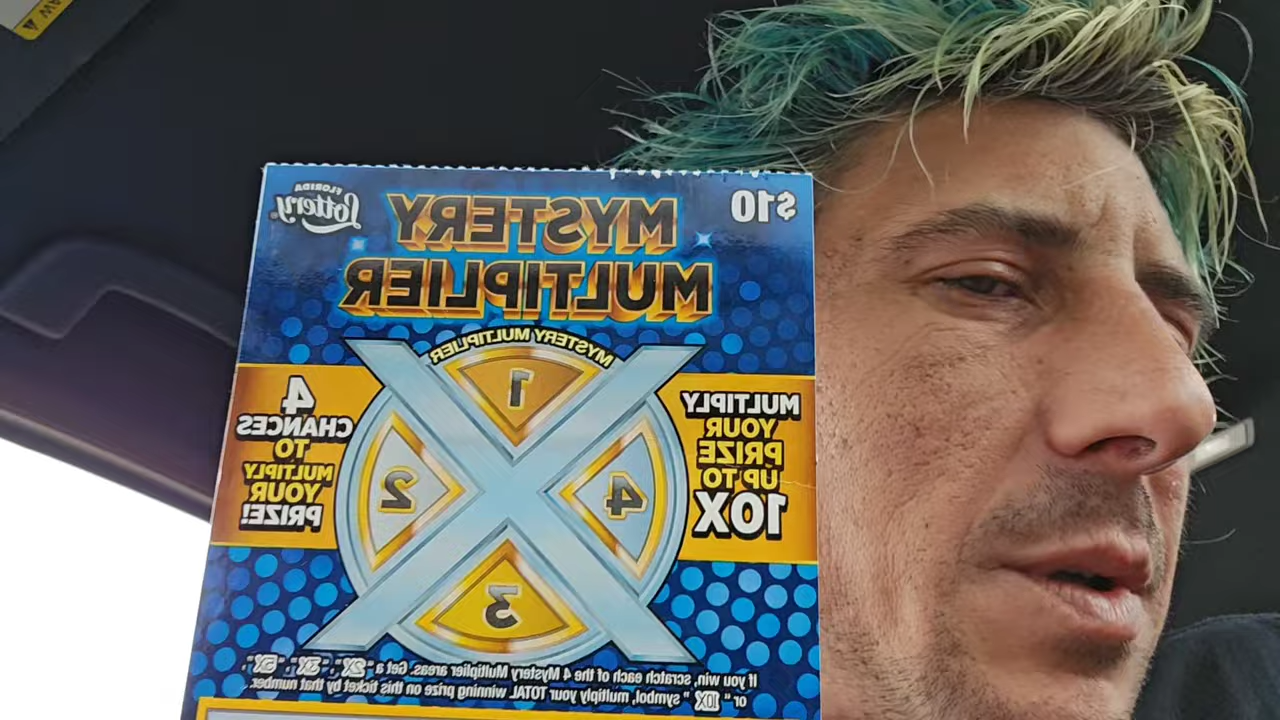 AW
FLORIDA
Lottery®
$10
MYSTERY
MULTIPLIER
MYSTERY MULTIPLIER
1
2
3
4
MULTIPLY
YOUR
PRIZE
UP TO
10X
4
CHANCES
TO
MULTIPLY
YOUR
PRIZE!
If you win, scratch each of the 4 Mystery Multiplier areas. Get a "2X", "3X", "5X",
or "10X" symbol, multiply your TOTAL winning prize on this ticket by that number